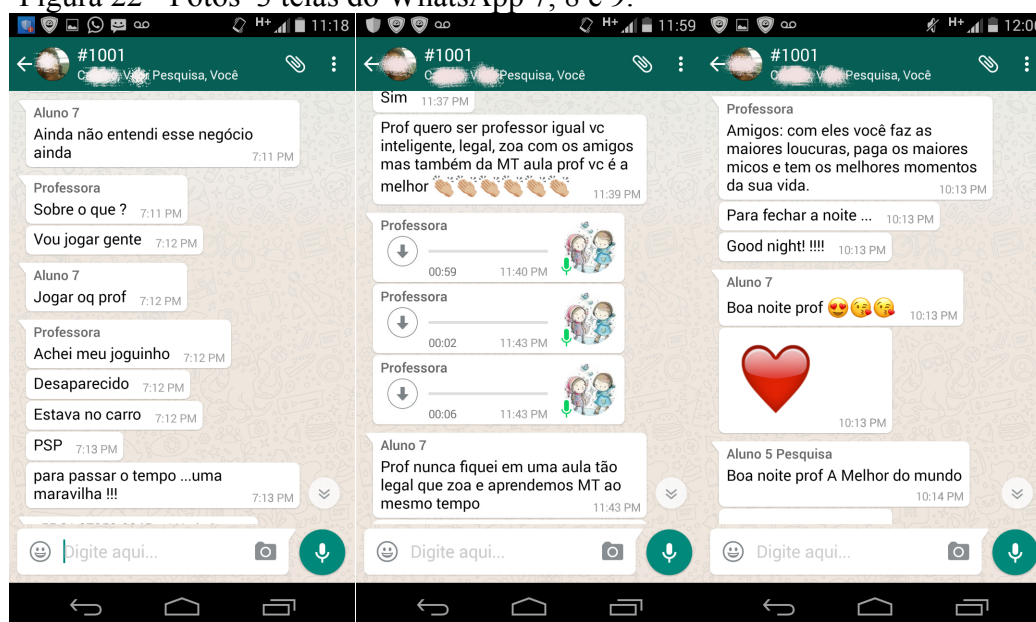 Figura 22 Fotos 3 telas do WhatsApp 7, 8 e 9.
H+ 11:18
#1001
Pesquisa, Você
Aluno 7
Ainda não entendi esse negócio
ainda 7:11 PM
Professora
Sobre o que ? 7:11 PM
Vou jogar gente 7:12 PM
Aluno 7
Jogar oq prof 7:12 PM
Professora
Achei meu joguinho 7:12 PM
Desaparecido 7:12 PM
Estava no carro 7:12 PM
PSP 7:13 PM
para passar o tempo ...uma
maravilha !!! 7:13 PM
Digite aqui...
H+ 11:59
#1001
Pesquisa, Você
Sim 11:37 PM
Prof quero ser professor igual vc
inteligente, legal, zoa com os amigos
mas também da MT aula prof vc é a
melhor 👏🏼👏🏼👏🏼👏🏼👏🏼👏🏼 11:39 PM
Professora
00:59 11:40 PM
Professora
00:02 11:43 PM
Professora
00:06 11:43 PM
Aluno 7
Prof nunca fiquei em uma aula tão
legal que zoa e aprendemos MT ao
mesmo tempo 11:43 PM
Digite aqui...
H+ 12:00
#1001
Pesquisa, Você
Professora
Amigos: com eles você faz as
maiores loucuras, paga os maiores
micos e tem os melhores momentos
da sua vida. 10:13 PM
Para fechar a noite ... 10:13 PM
Good night! !!!! 10:13 PM
Aluno 7
Boa noite prof 😍😘😘 10:13 PM
10:13 PM
Aluno 5 Pesquisa
Boa noite prof A Melhor do mundo
10:14 PM
Digite aqui...